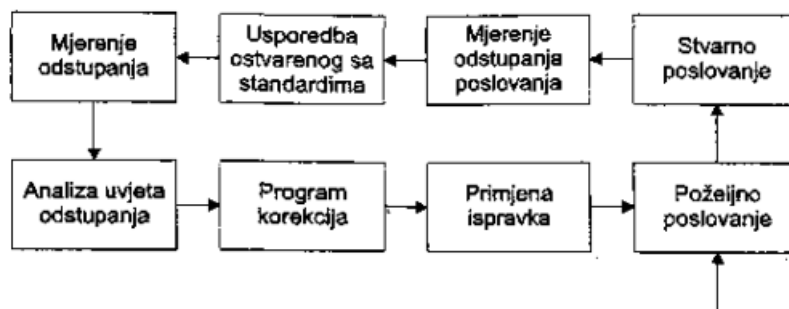 Mjerenje
odstupanja
Usporedba
ostvarenog sa
standardima
Mjerenje
odstupanja
poslovanja
Stvarno
poslovanje
Analiza uvjeta
odstupanja
Program
korekcija
Primjena
ispravka
Poželjno
poslovanje